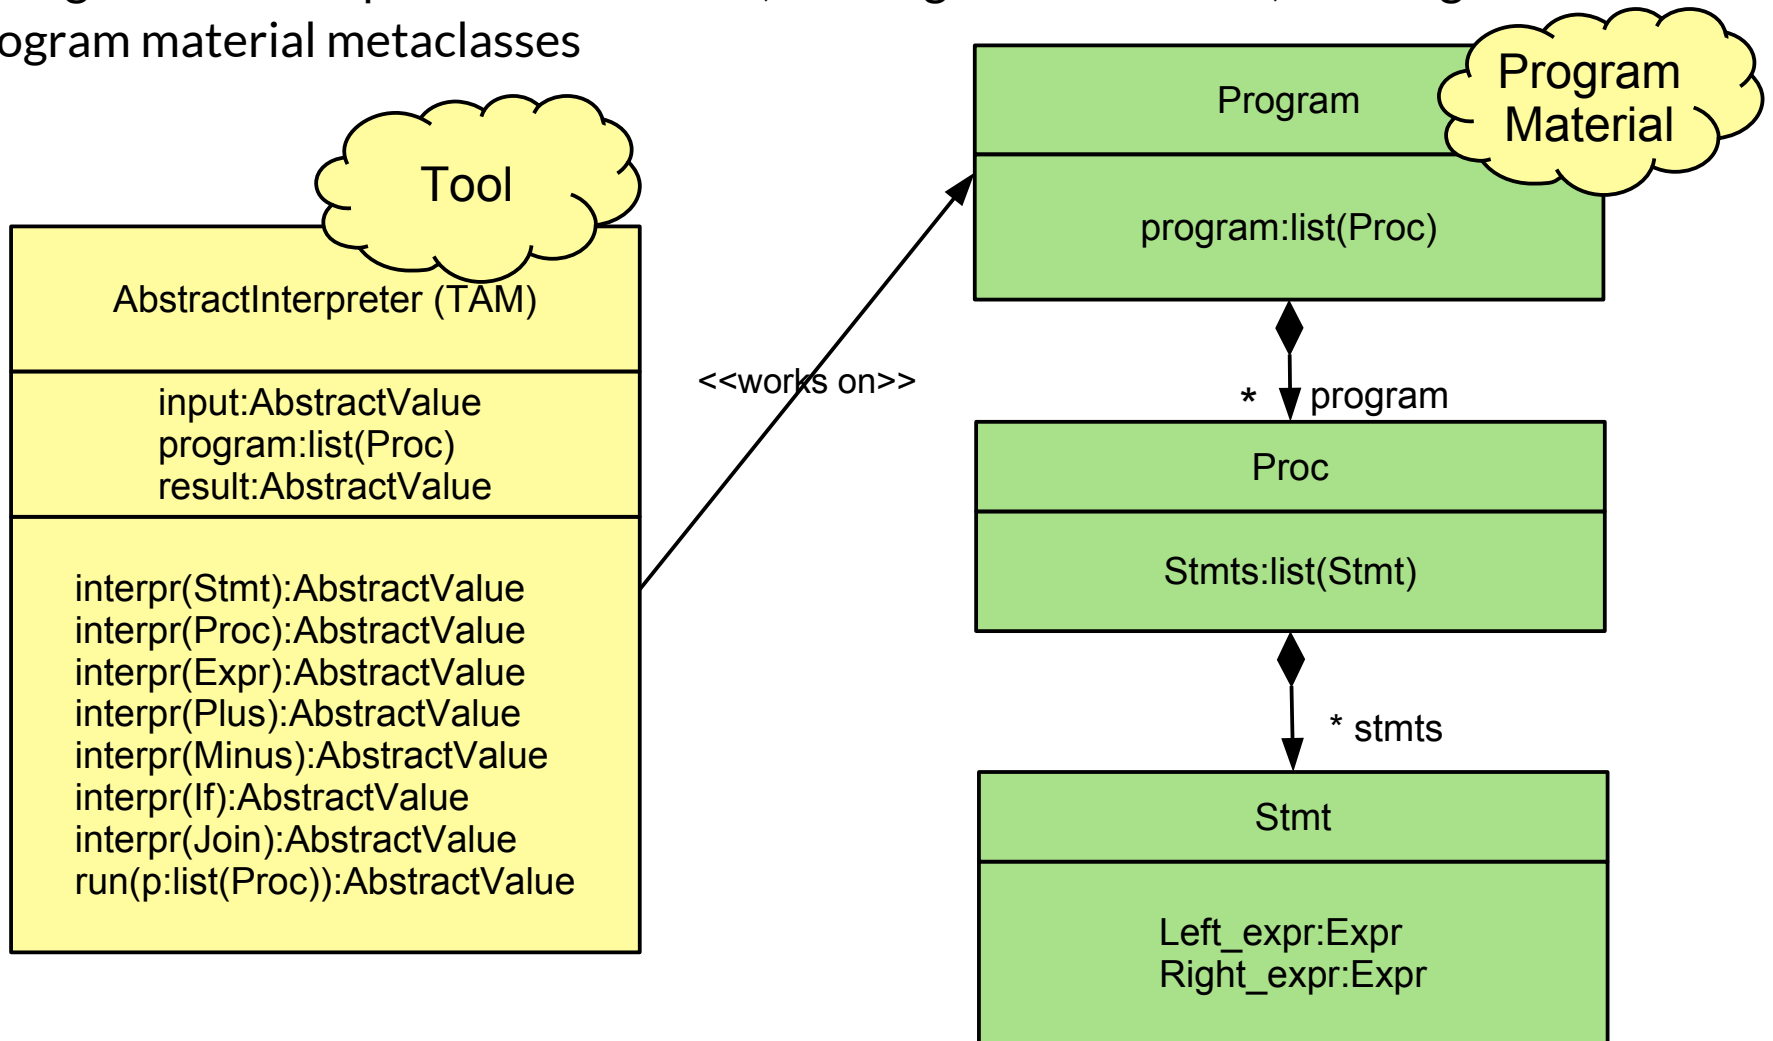 program material metaclasses
Tool
AbstractInterpreter (TAM)
input:AbstractValue
program:list(Proc)
result:AbstractValue
interpr(Stmt):AbstractValue
interpr(Proc):AbstractValue
interpr(Expr):AbstractValue
interpr(Plus):AbstractValue
interpr(Minus):AbstractValue
interpr(If):AbstractValue
interpr(Join):AbstractValue
run(p:list(Proc)):AbstractValue
<<works on>>
Program
Material
Program
program:list(Proc)
* program
Proc
Stmts:list(Stmt)
* stmts
Stmt
Left_expr:Expr
Right_expr:Expr